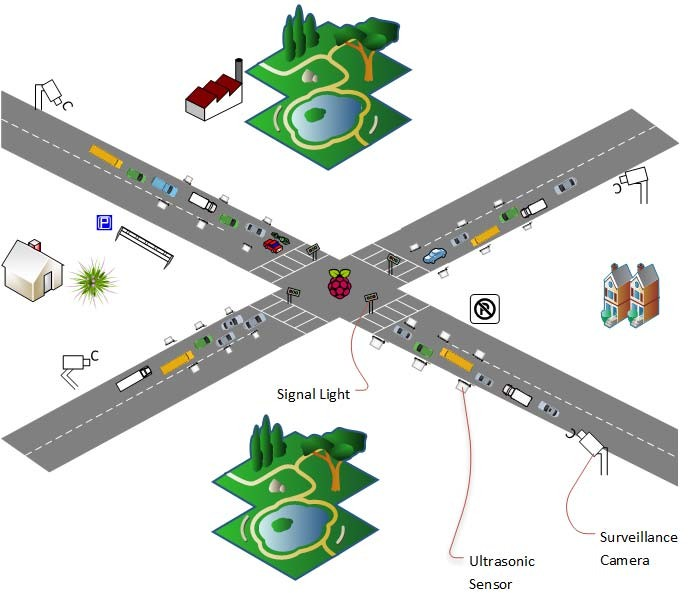 P
Signal Light
Surveillance
Camera
Ultrasonic
Sensor